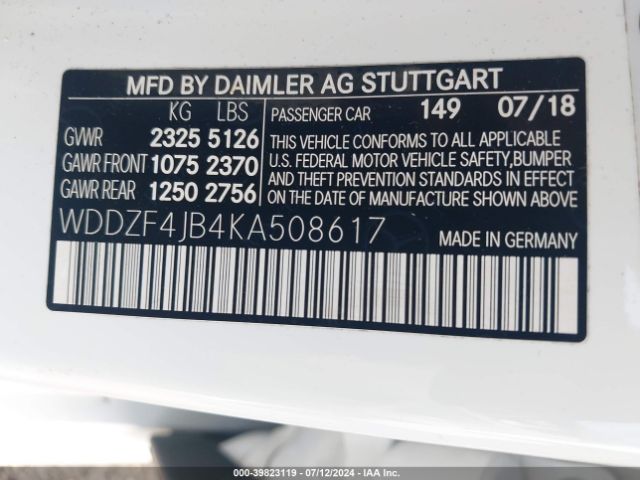 MFD BY DAIMLER AG STUTTGART
KG LBS
GVWR 2325 5126
GAWR FRONT 1075 2370
GAWR REAR 1250 2756
PASSENGER CAR 149 07/18
THIS VEHICLE CONFORMS TO ALL APPLICABLE
U.S. FEDERAL MOTOR VEHICLE SAFETY,BUMPER
AND THEFT PREVENTION STANDARDS IN EFFECT
ON THE DATE OF MANUFACTURE SHOWN ABOVE
WDDZF4JB4KA508617 MADE IN GERMANY
000-39823119 - 07/12/2024 - IAA Inc.